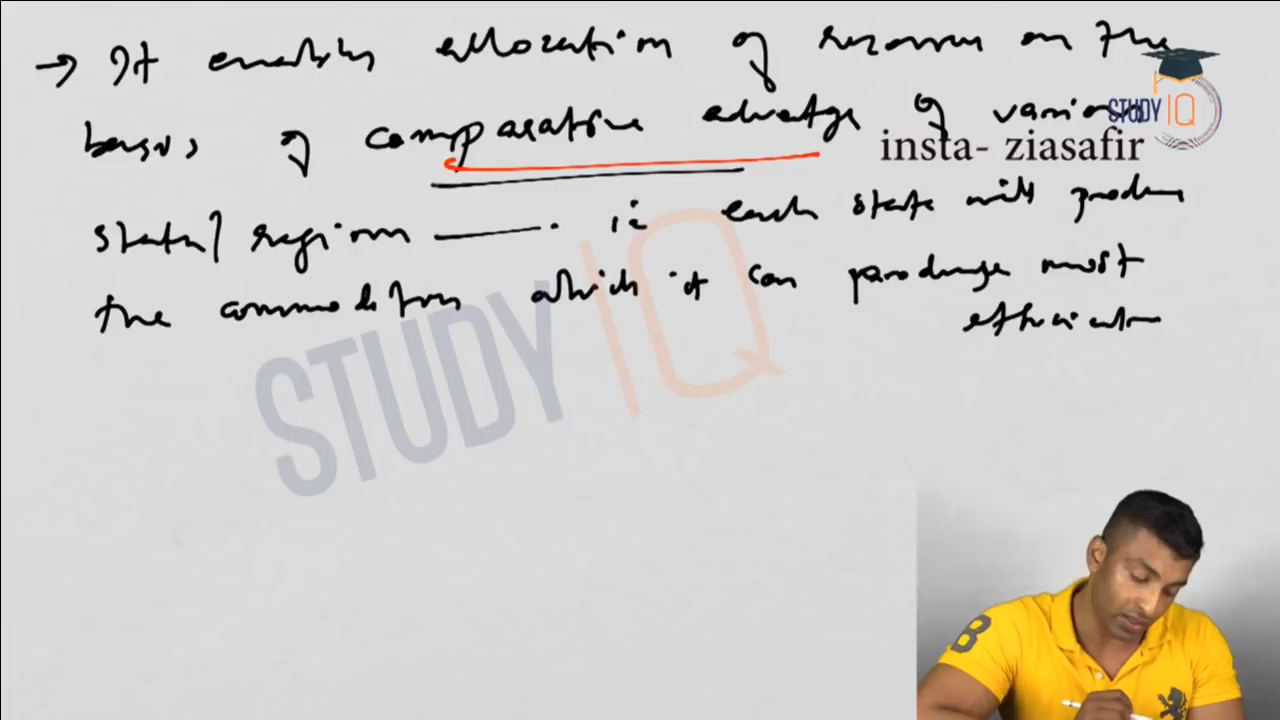 → It enables allocation of resources on the
basis of comparative advantage of various
STUDY IQ
insta- ziasafir
states/ regions ——. ie each state will produce
the commodities which it can produce most
efficiently
STUDY IQ
B